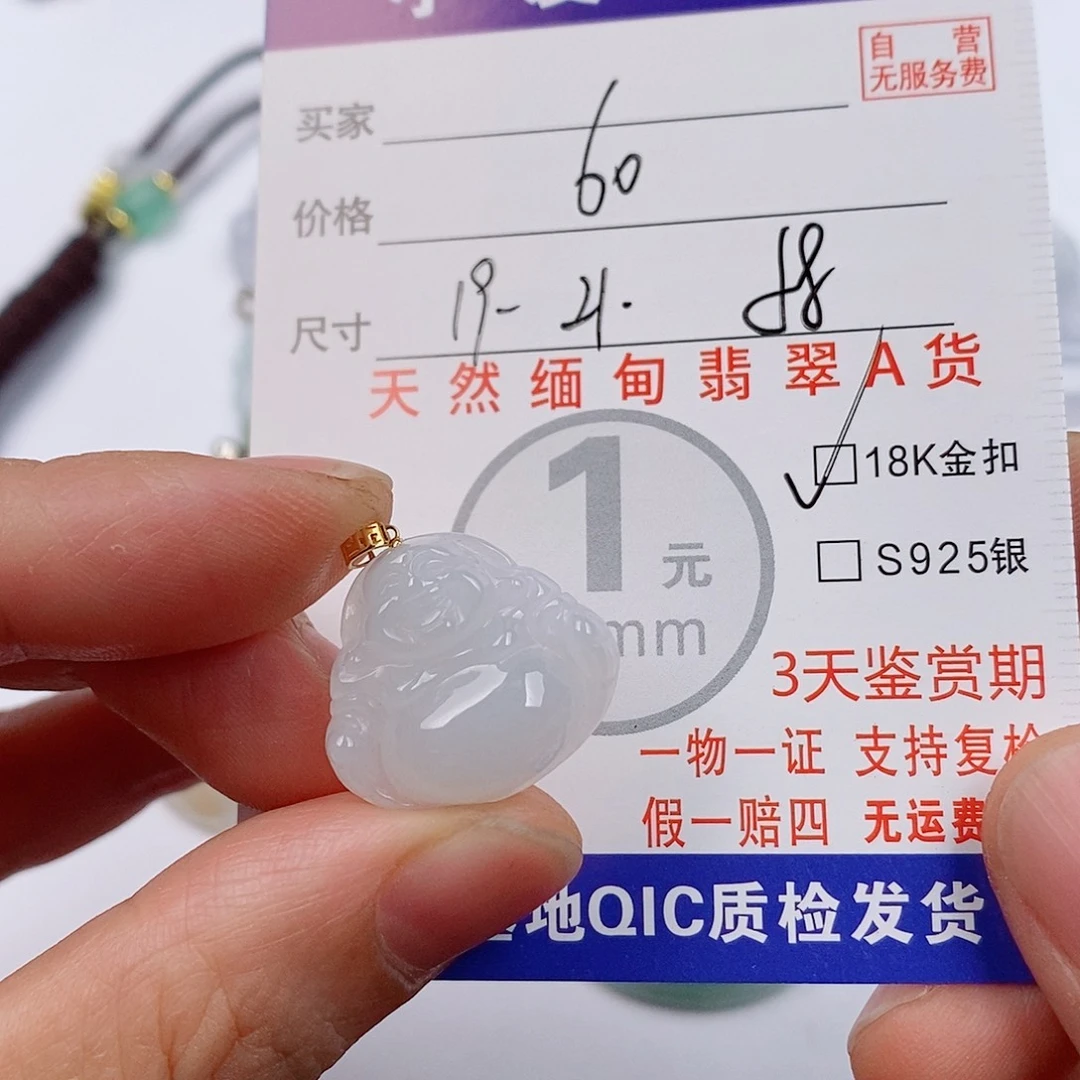 自营
无服务费
买家
60
价格
19-21. 58
尺寸
天然缅甸翡翠A货
18K金扣
1元
S925银
mm
3天鉴赏期
一物一证 支持复检
假一赔四 无运费
地QIC质检发货